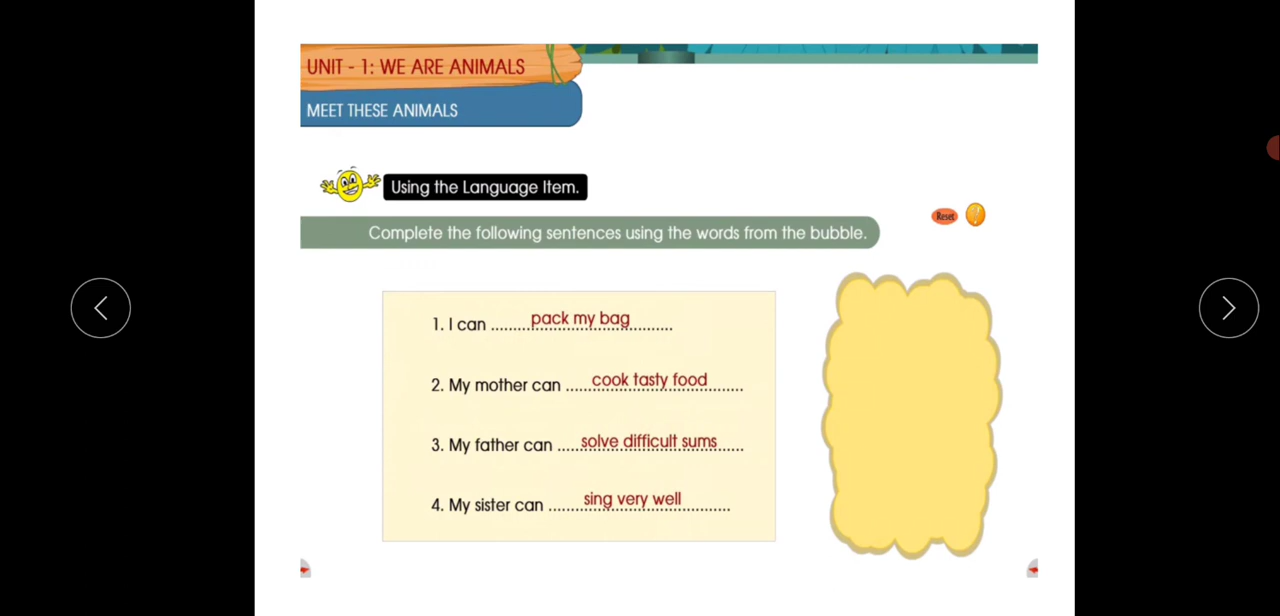 UNIT - 1: WE ARE ANIMALS
MEET THESE ANIMALS
Using the Language Item.
Reset
Complete the following sentences using the words from the bubble.
1. I can ..........pack my bag..........
2. My mother can ......cook tasty food........
3. My father can .....solve difficult sums......
4. My sister can ........sing very well...........